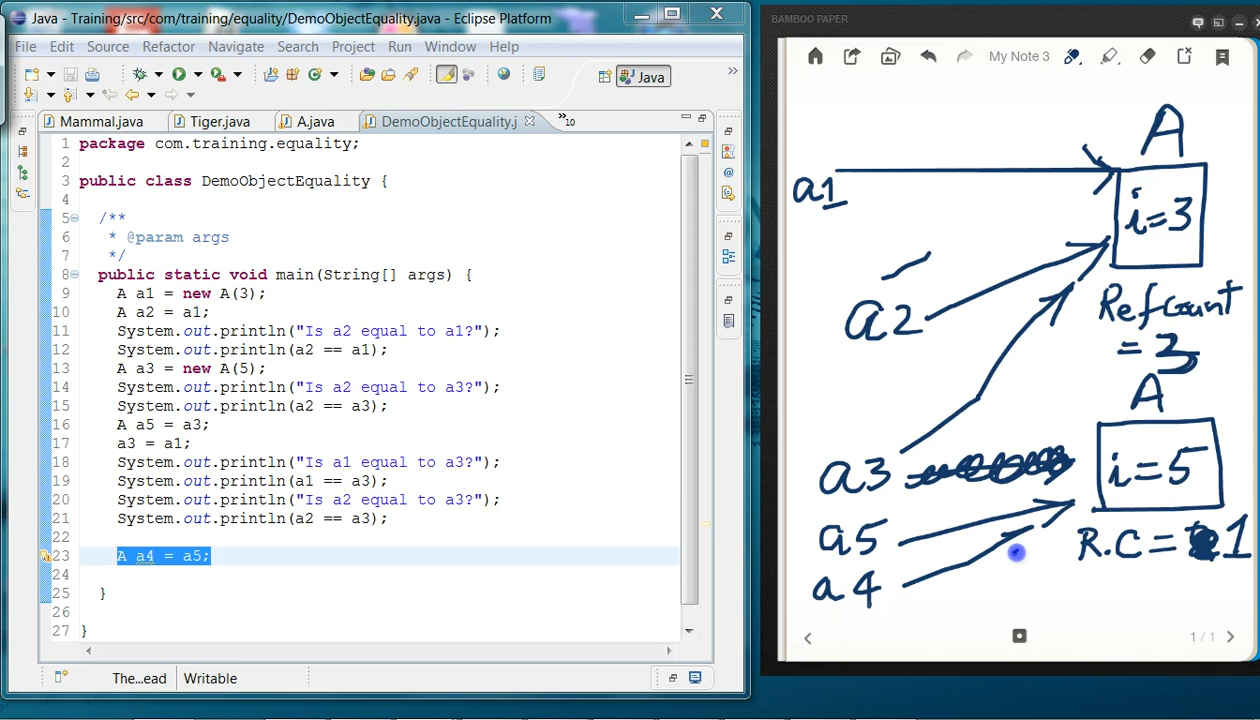 Java - Training/src/com/training/equality/DemoObjectEquality.java - Eclipse Platform
File Edit Source Refactor Navigate Search Project Run Window Help
Java
»
Mammal.java Tiger.java A.java DemoObjectEquality.j »10
1 package com.training.equality;
2
3 public class DemoObjectEquality {
4
5 /**
6 * @param args
7 */
8 public static void main(String[] args) {
9 A a1 = new A(3);
10 A a2 = a1;
11 System.out.println("Is a2 equal to a1?");
12 System.out.println(a2 == a1);
13 A a3 = new A(5);
14 System.out.println("Is a2 equal to a3?");
15 System.out.println(a2 == a3);
16 A a5 = a3;
17 a3 = a1;
18 System.out.println("Is a1 equal to a3?");
19 System.out.println(a1 == a3);
20 System.out.println("Is a2 equal to a3?");
21 System.out.println(a2 == a3);
22
23 A a4 = a5;
24
25 }
26
27 }
The...ead Writable
BAMBOO PAPER
My Note 3
A
a1
i=3
a2
RefCount
= 3
A
a3
i=5
a5
R.C = 1
a4
1 / 1